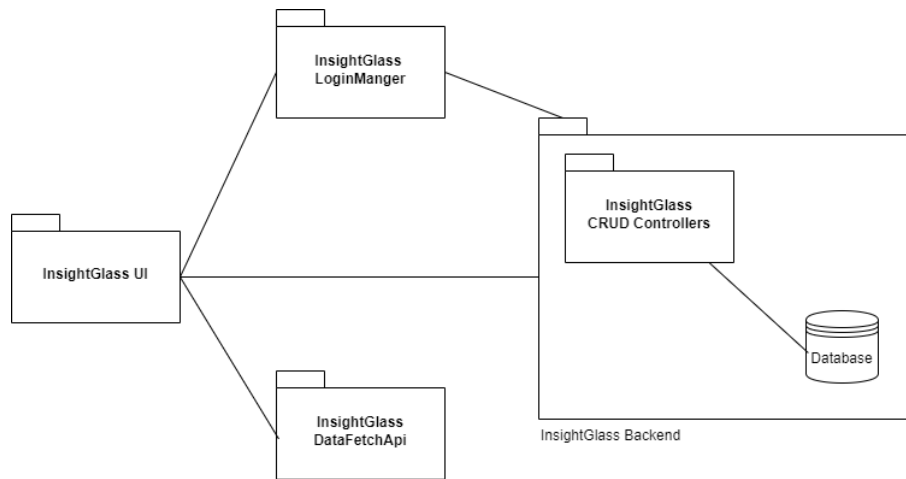 InsightGlass
LoginManger
InsightGlass
CRUD Controllers
InsightGlass UI
Database
InsightGlass
DataFetchApi
InsightGlass Backend